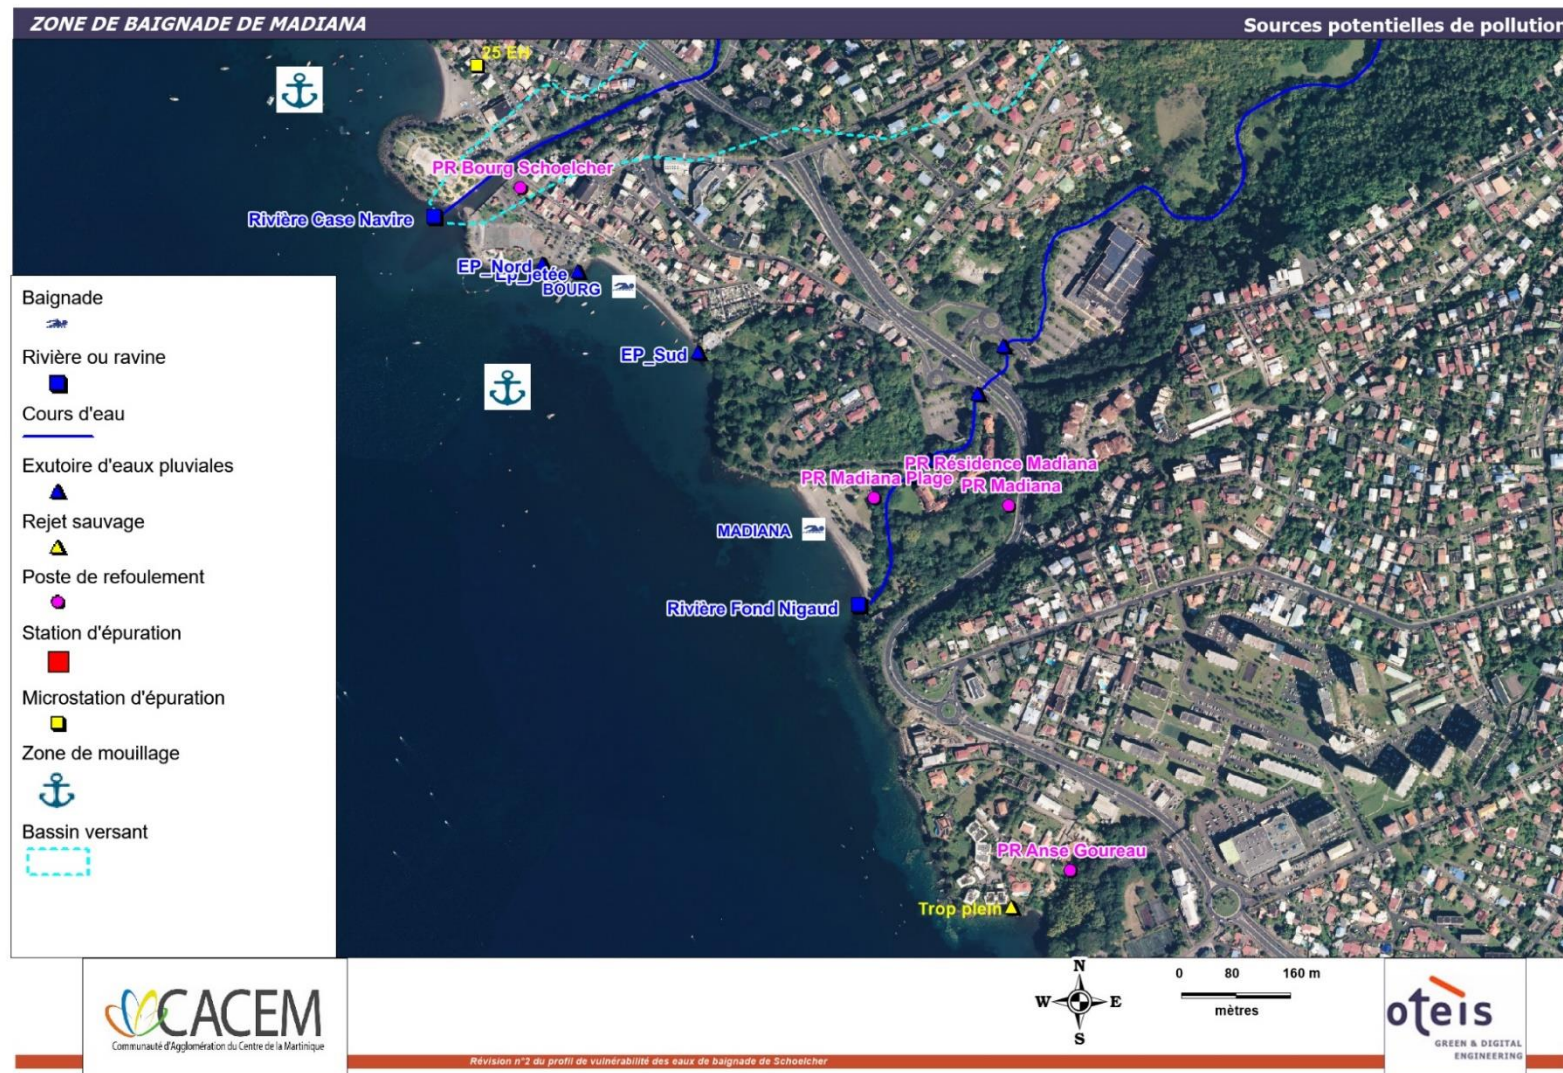 ZONE DE BAIGNADE DE MADIANA
Sources potentielles de pollution
25 EH
PR Bourg Schoelcher
Rivière Case Navire
EP_Nord
Ep_jetée
BOURG
EP_Sud
PR Résidence Madiana
PR Madiana Plage
PR Madiana
MADIANA
Rivière Fond Nigaud
PR Anse Goureau
Trop plein
Baignade
Rivière ou ravine
Cours d'eau
Exutoire d'eaux pluviales
Rejet sauvage
Poste de refoulement
Station d'épuration
Microstation d'épuration
Zone de mouillage
Bassin versant
CACEM
Communauté d'Agglomération du Centre de la Martinique
N
W E
S
0 80 160 m
mètres
oteis
GREEN & DIGITAL
ENGINEERING
Révision n°2 du profil de vulnérabilité des eaux de baignade de Schoelcher